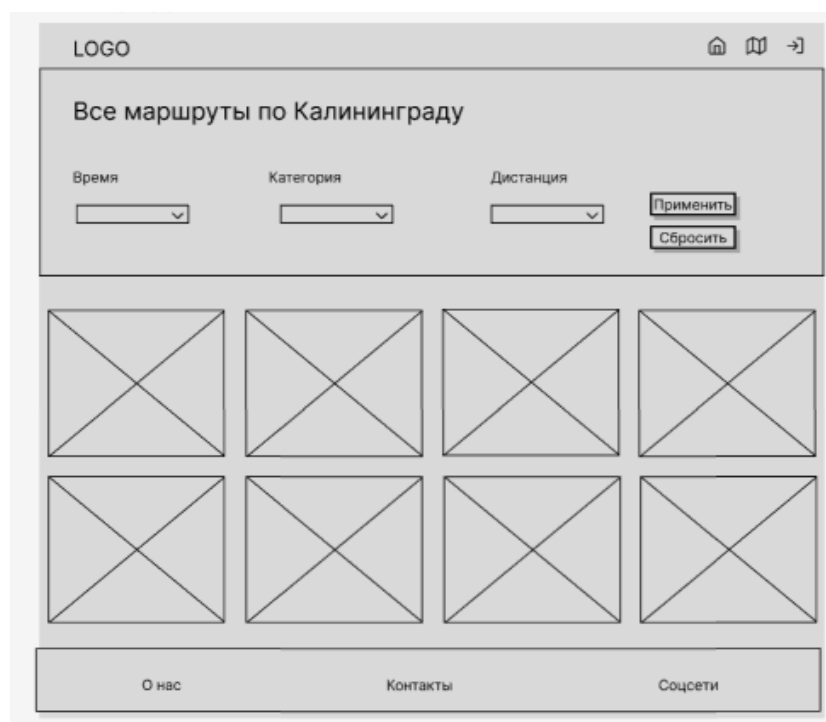 LOGO
Все маршруты по Калининграду
Время
Категория
Дистанция
Применить
Сбросить
О нас
Контакты
Соцсети